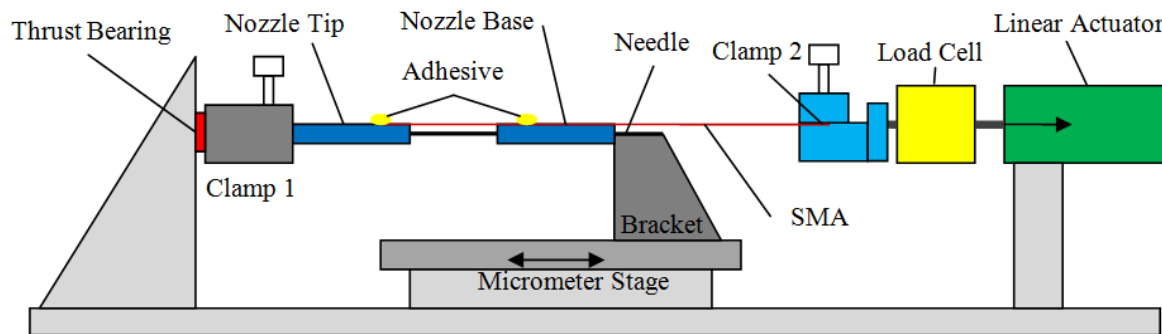 Thrust Bearing
Nozzle Tip
Nozzle Base
Needle
Clamp 2
Load Cell
Linear Actuator
Adhesive
Clamp 1
SMA
Bracket
Micrometer Stage